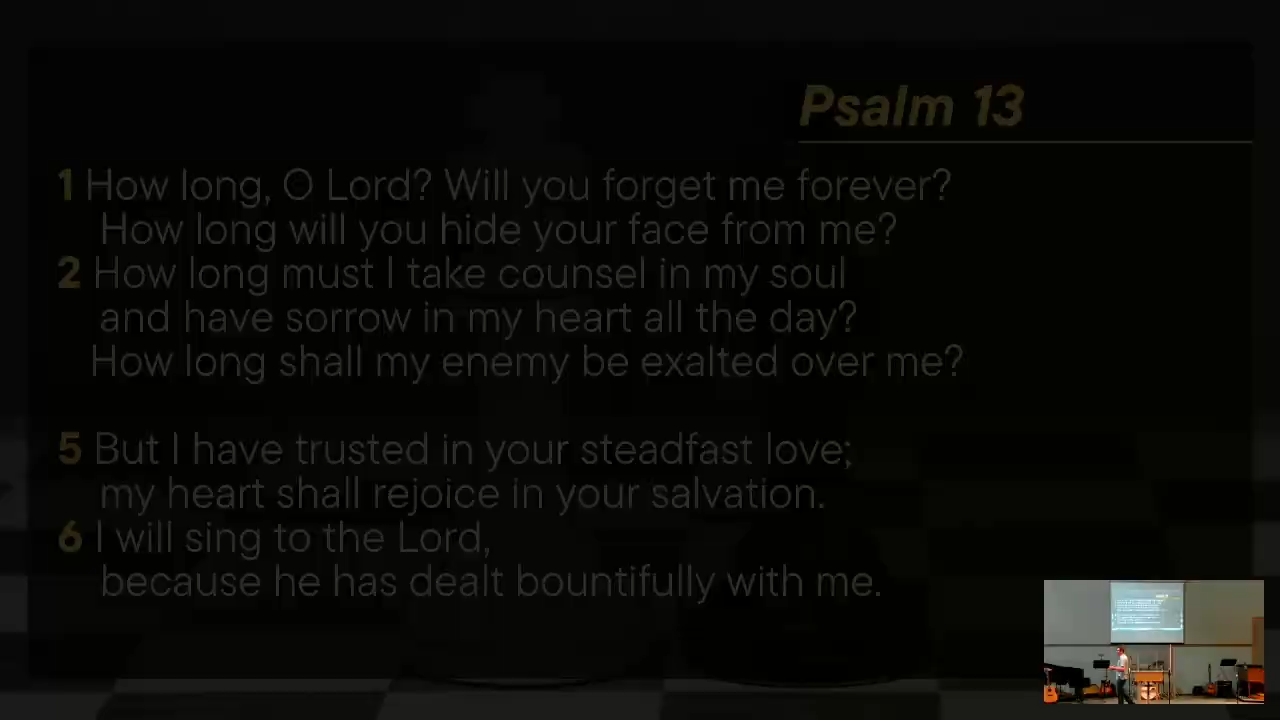 Psalm 13
1 How long, O Lord? Will you forget me forever?
How long will you hide your face from me?
2 How long must I take counsel in my soul
and have sorrow in my heart all the day?
How long shall my enemy be exalted over me?
5 But I have trusted in your steadfast love;
my heart shall rejoice in your salvation.
6 I will sing to the Lord,
because he has dealt bountifully with me.